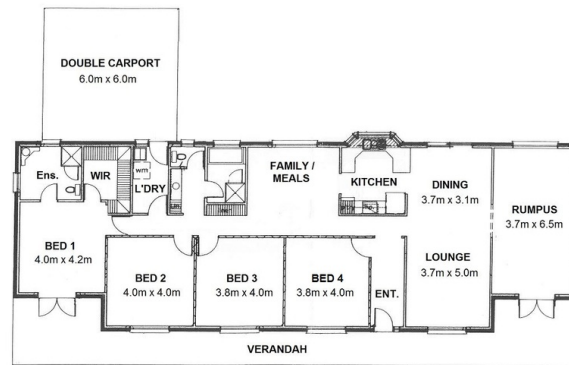 DOUBLE CARPORT
6.0m x 6.0m
Ens.
WIR
wm
L'DRY
FAMILY /
MEALS
KITCHEN
DINING
3.7m x 3.1m
RUMPUS
3.7m x 6.5m
BED 1
4.0m x 4.2m
BED 2
4.0m x 4.0m
BED 3
3.8m x 4.0m
BED 4
3.8m x 4.0m
ENT.
LOUNGE
3.7m x 5.0m
VERANDAH